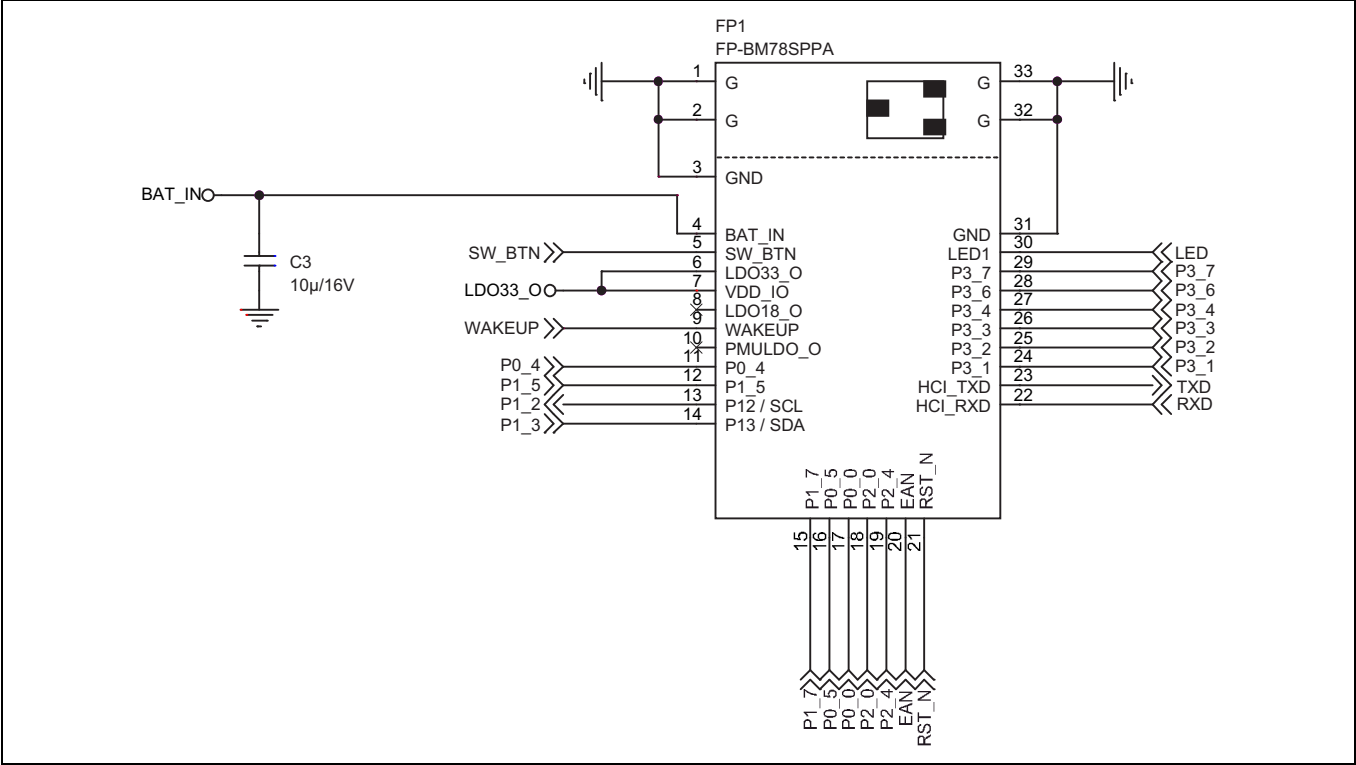 FP1
FP-BM78SPPA
1 G G 33
2 G G 32
3 GND
BAT_IN
4 BAT_IN GND 31
SW_BTN 5 SW_BTN LED1 30 LED
6 LDO33_O P3_7 29 P3_7
LDO33_O 7 VDD_IO P3_6 28 P3_6
8 LDO18_O P3_4 27 P3_4
WAKEUP 9 WAKEUP P3_3 26 P3_3
10 PMULDO_O P3_2 25 P3_2
P0_4 11 P0_4 P3_1 24 P3_1
P1_5 12 P1_5 HCI_TXD 23 TXD
P1_2 13 P12 / SCL HCI_RXD 22 RXD
P1_3 14 P13 / SDA
C3
10µ/16V
P1_7 P0_5 P0_0 P2_0 P2_4 EAN RST_N
15 16 17 18 19 20 21
P1_7 P0_5 P0_0 P2_0 P2_4 EAN RST_N